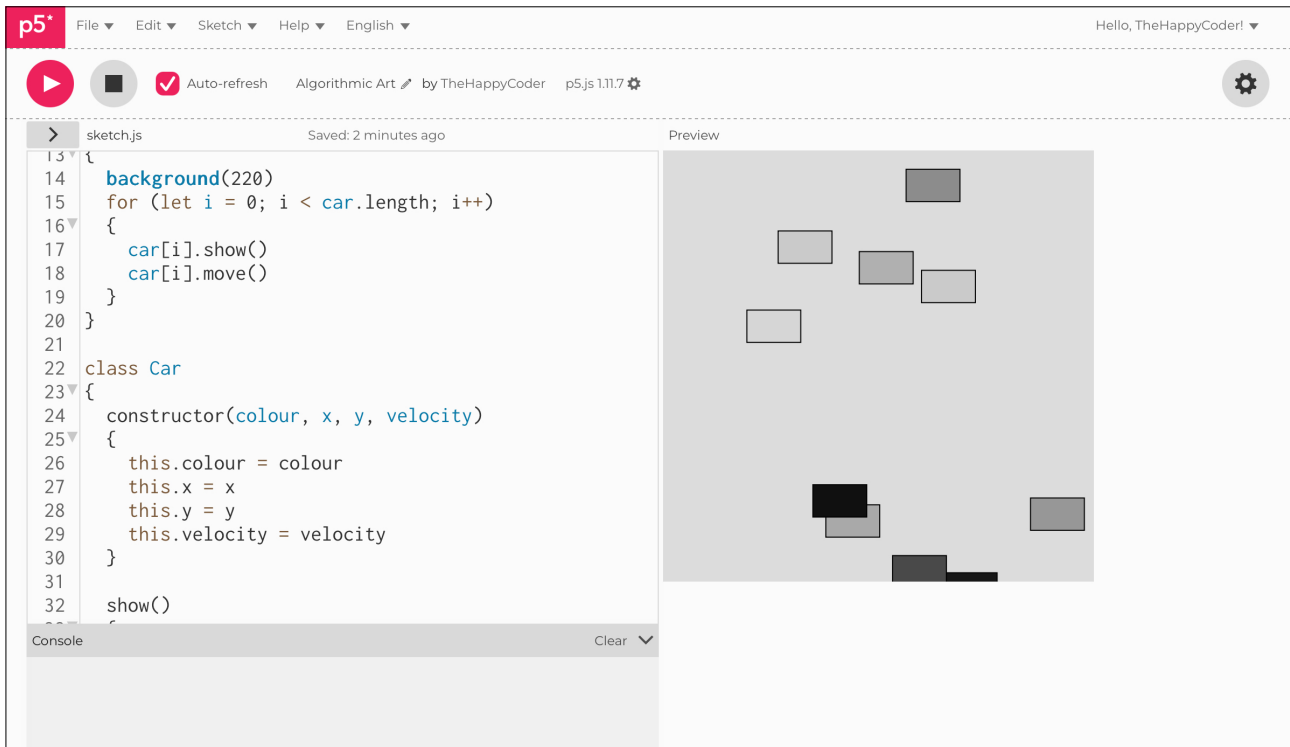 p5* File Edit Sketch Help English Hello, TheHappyCoder!
Auto-refresh Algorithmic Art by TheHappyCoder p5.js 1.11.7
sketch.js Saved: 2 minutes ago Preview
13 {
14 background(220)
15 for (let i = 0; i < car.length; i++)
16 {
17 car[i].show()
18 car[i].move()
19 }
20 }
21
22 class Car
23 {
24 constructor(colour, x, y, velocity)
25 {
26 this.colour = colour
27 this.x = x
28 this.y = y
29 this.velocity = velocity
30 }
31
32 show()
Console Clear